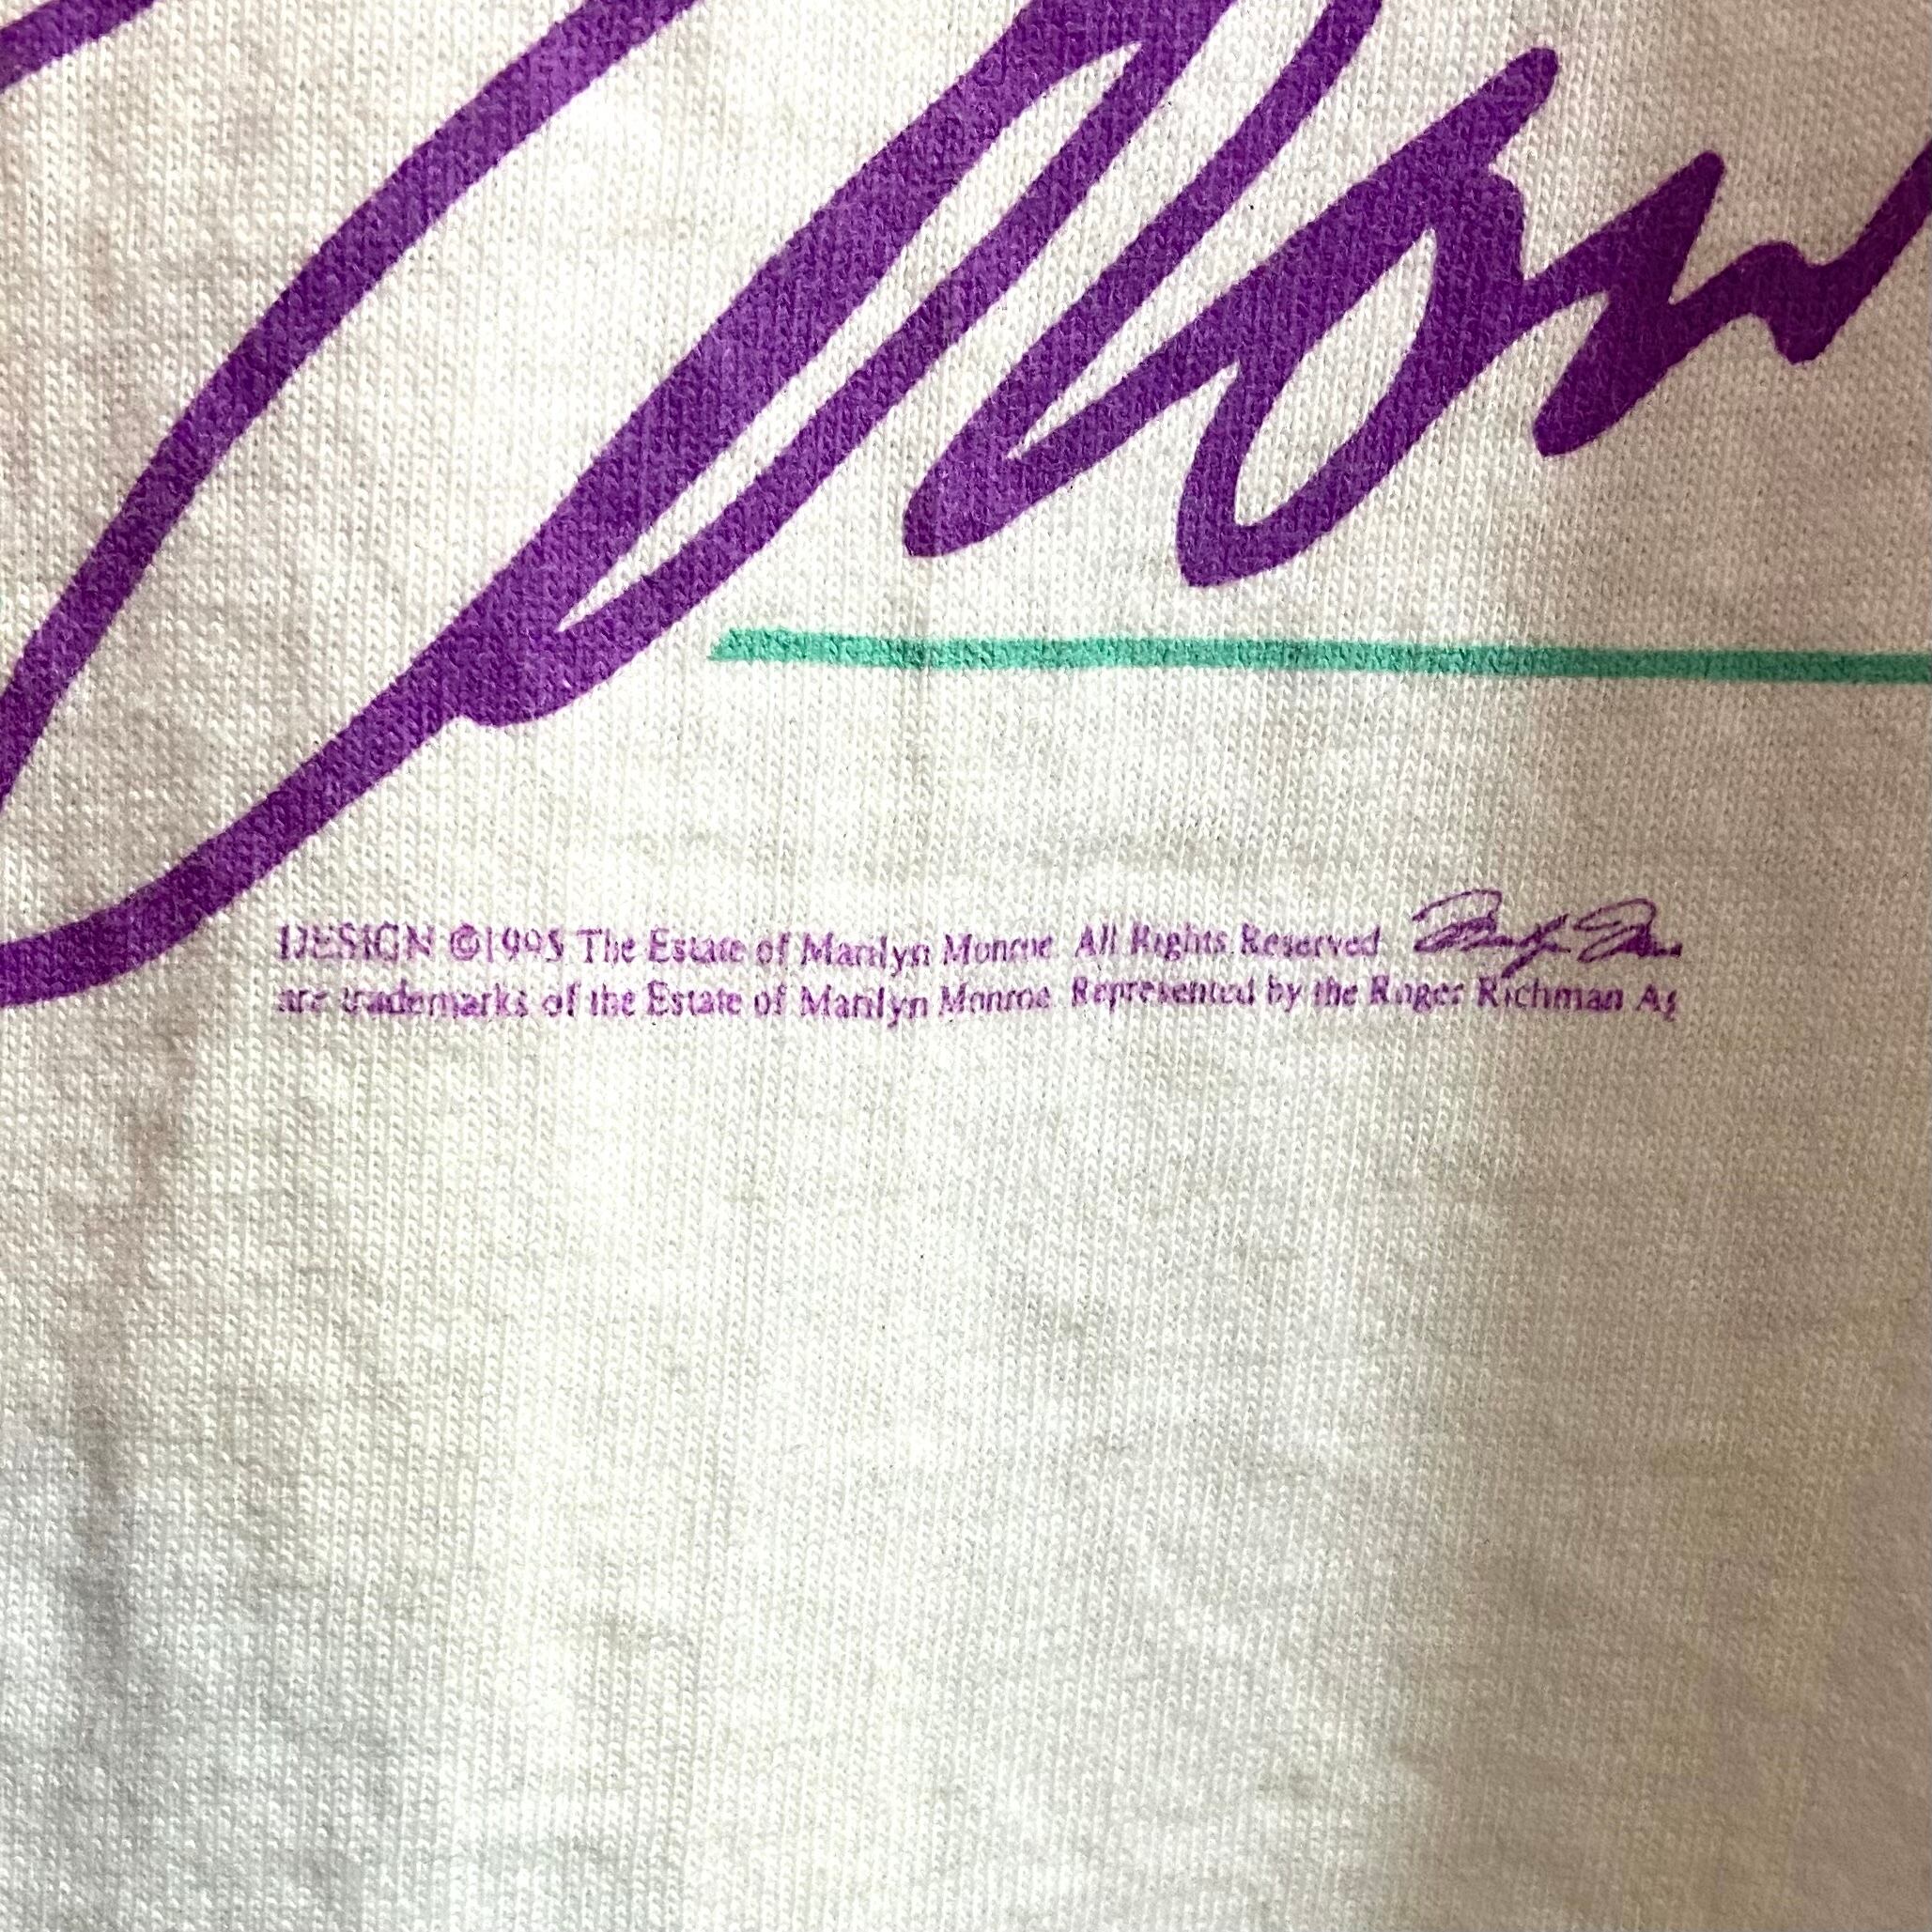 DESIGN ©1995 The Estate of Marilyn Monroe All Rights Reserved
are trademarks of the Estate of Marilyn Monroe. Represented by the Roger Richman Ag